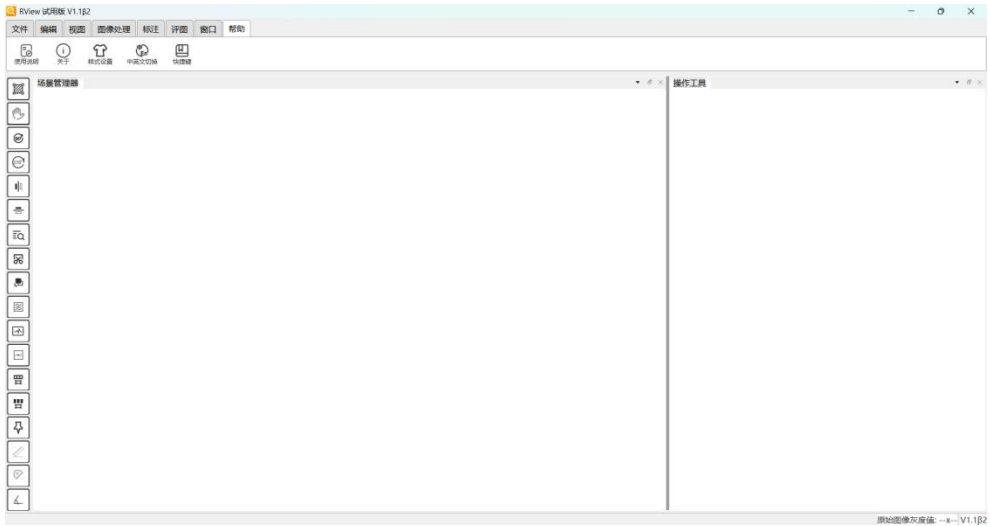 RView 试用版 V1.1β2
文件 编辑 视图 图像处理 标注 评图 窗口 帮助
使用说明 关于 样式设置 中英文切换 快捷键
场景管理器 操作工具
原始图像灰度值: --x-- V1.1β2